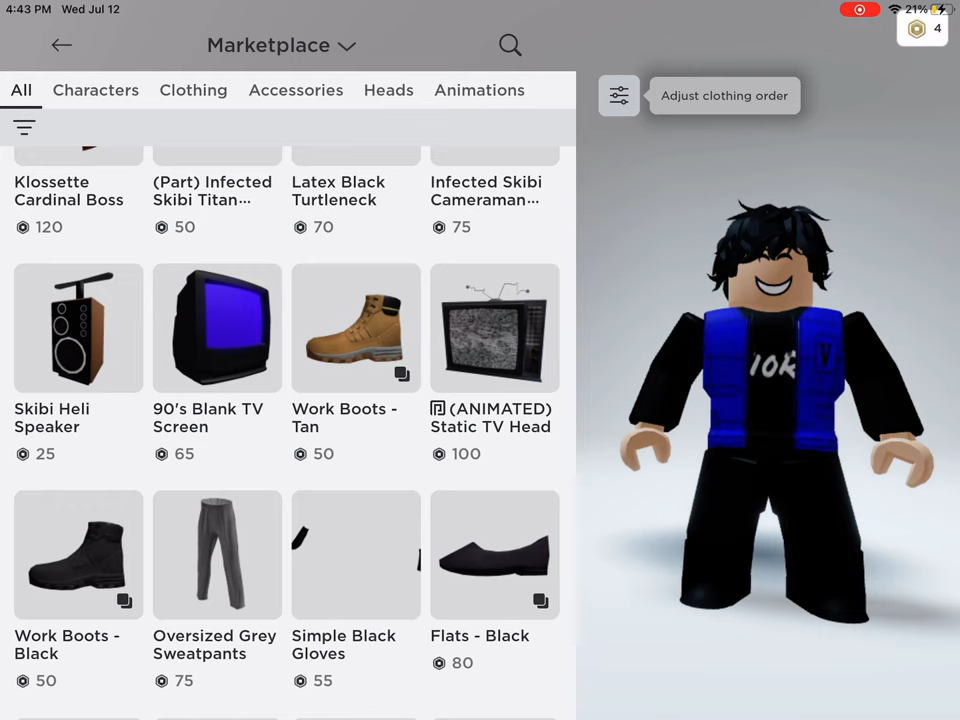 4:43 PM Wed Jul 12
21%
Marketplace
4
All Characters Clothing Accessories Heads Animations
Adjust clothing order
Klossette
Cardinal Boss
120
(Part) Infected
Skibi Titan...
50
Latex Black
Turtleneck
70
Infected Skibi
Cameraman...
75
Skibi Heli
Speaker
25
90's Blank TV
Screen
65
Work Boots -
Tan
50
(ANIMATED)
Static TV Head
100
Work Boots -
Black
50
Oversized Grey
Sweatpants
75
Simple Black
Gloves
55
Flats - Black
80
V